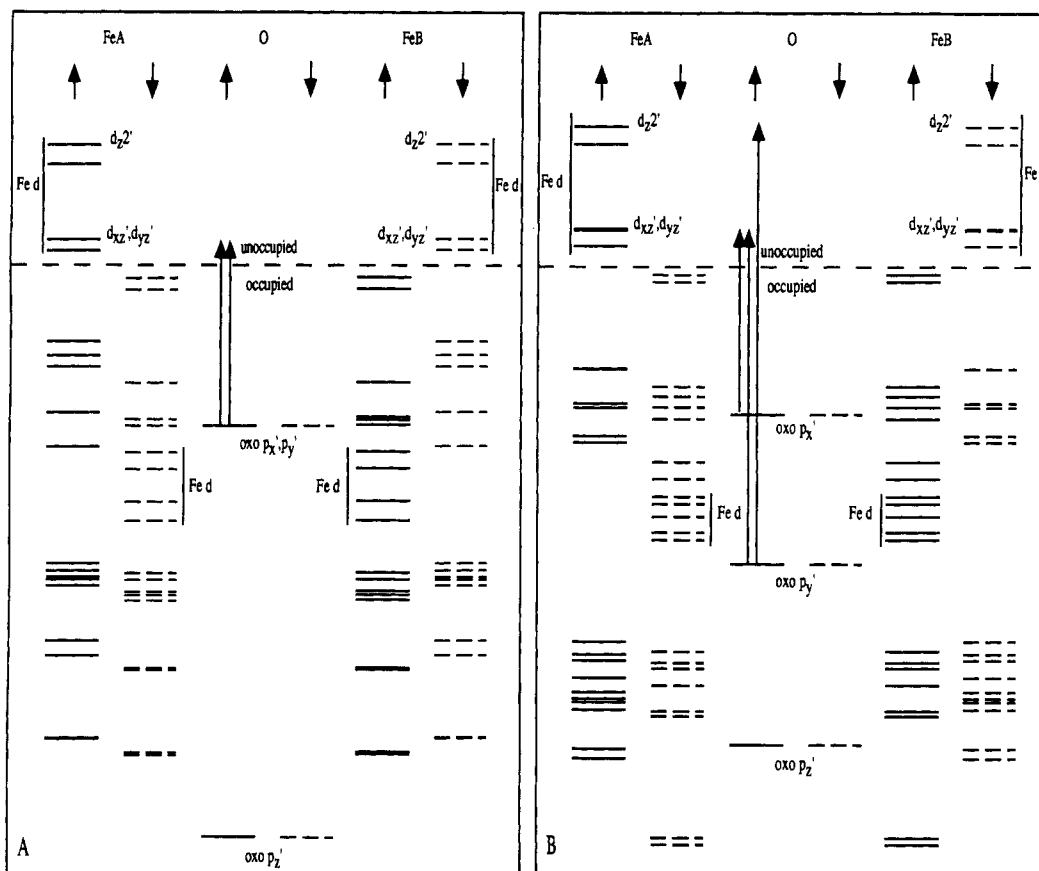 FeA O FeB
dz2' dz2'
Fe d Fe d
dxz',dyz' dxz',dyz'
unoccupied
occupied
oxo px',py'
Fe d Fe d
oxo pz'
A
FeA O FeB
dz2' dz2'
Fe d Fe
dxz',dyz' dxz',dyz'
unoccupied
occupied
oxo px'
Fe d Fe d
oxo py'
oxo pz'
B